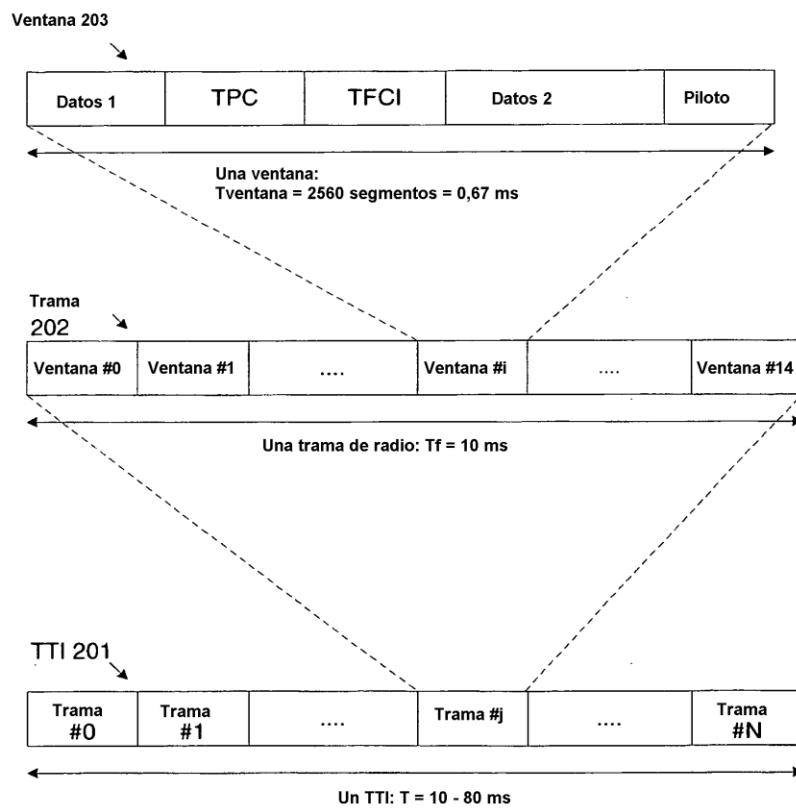 Ventana 203
Datos 1 TPC TFCI Datos 2 Piloto
Una ventana:
Tventana = 2560 segmentos = 0,67 ms
Trama
202
Ventana #0 Ventana #1 .... Ventana #i .... Ventana #14
Una trama de radio: Tf = 10 ms
TTI 201
Trama #0 Trama #1 .... Trama #j .... Trama #N
Un TTI: T = 10 - 80 ms